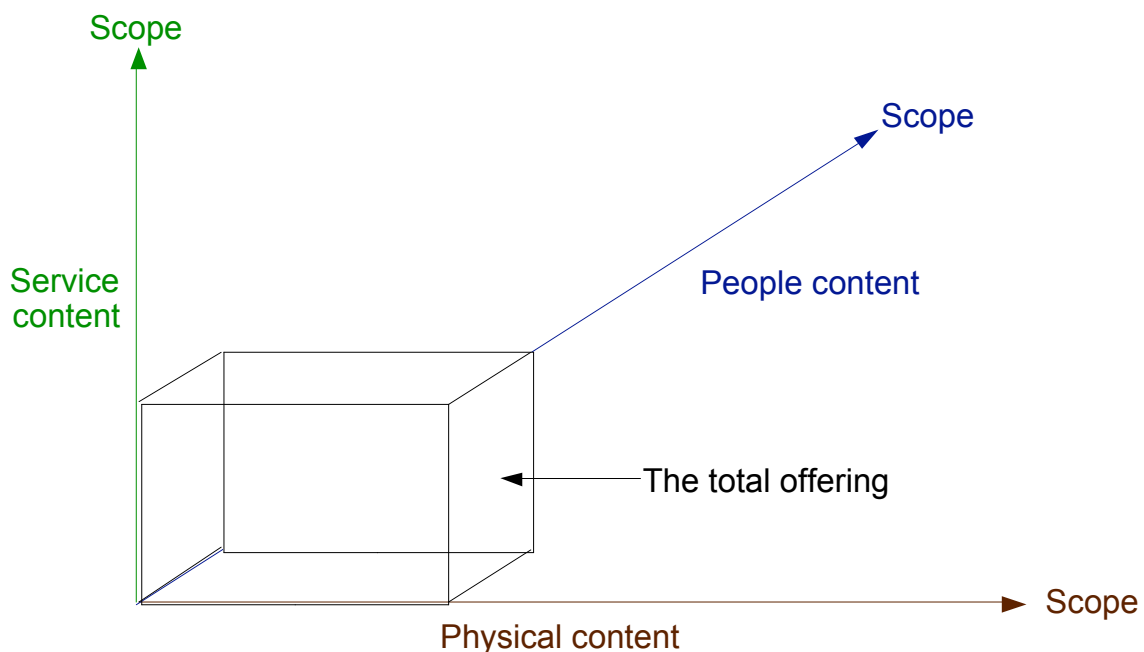 Scope
Scope
Service
content
People content
The total offering
Scope
Physical content